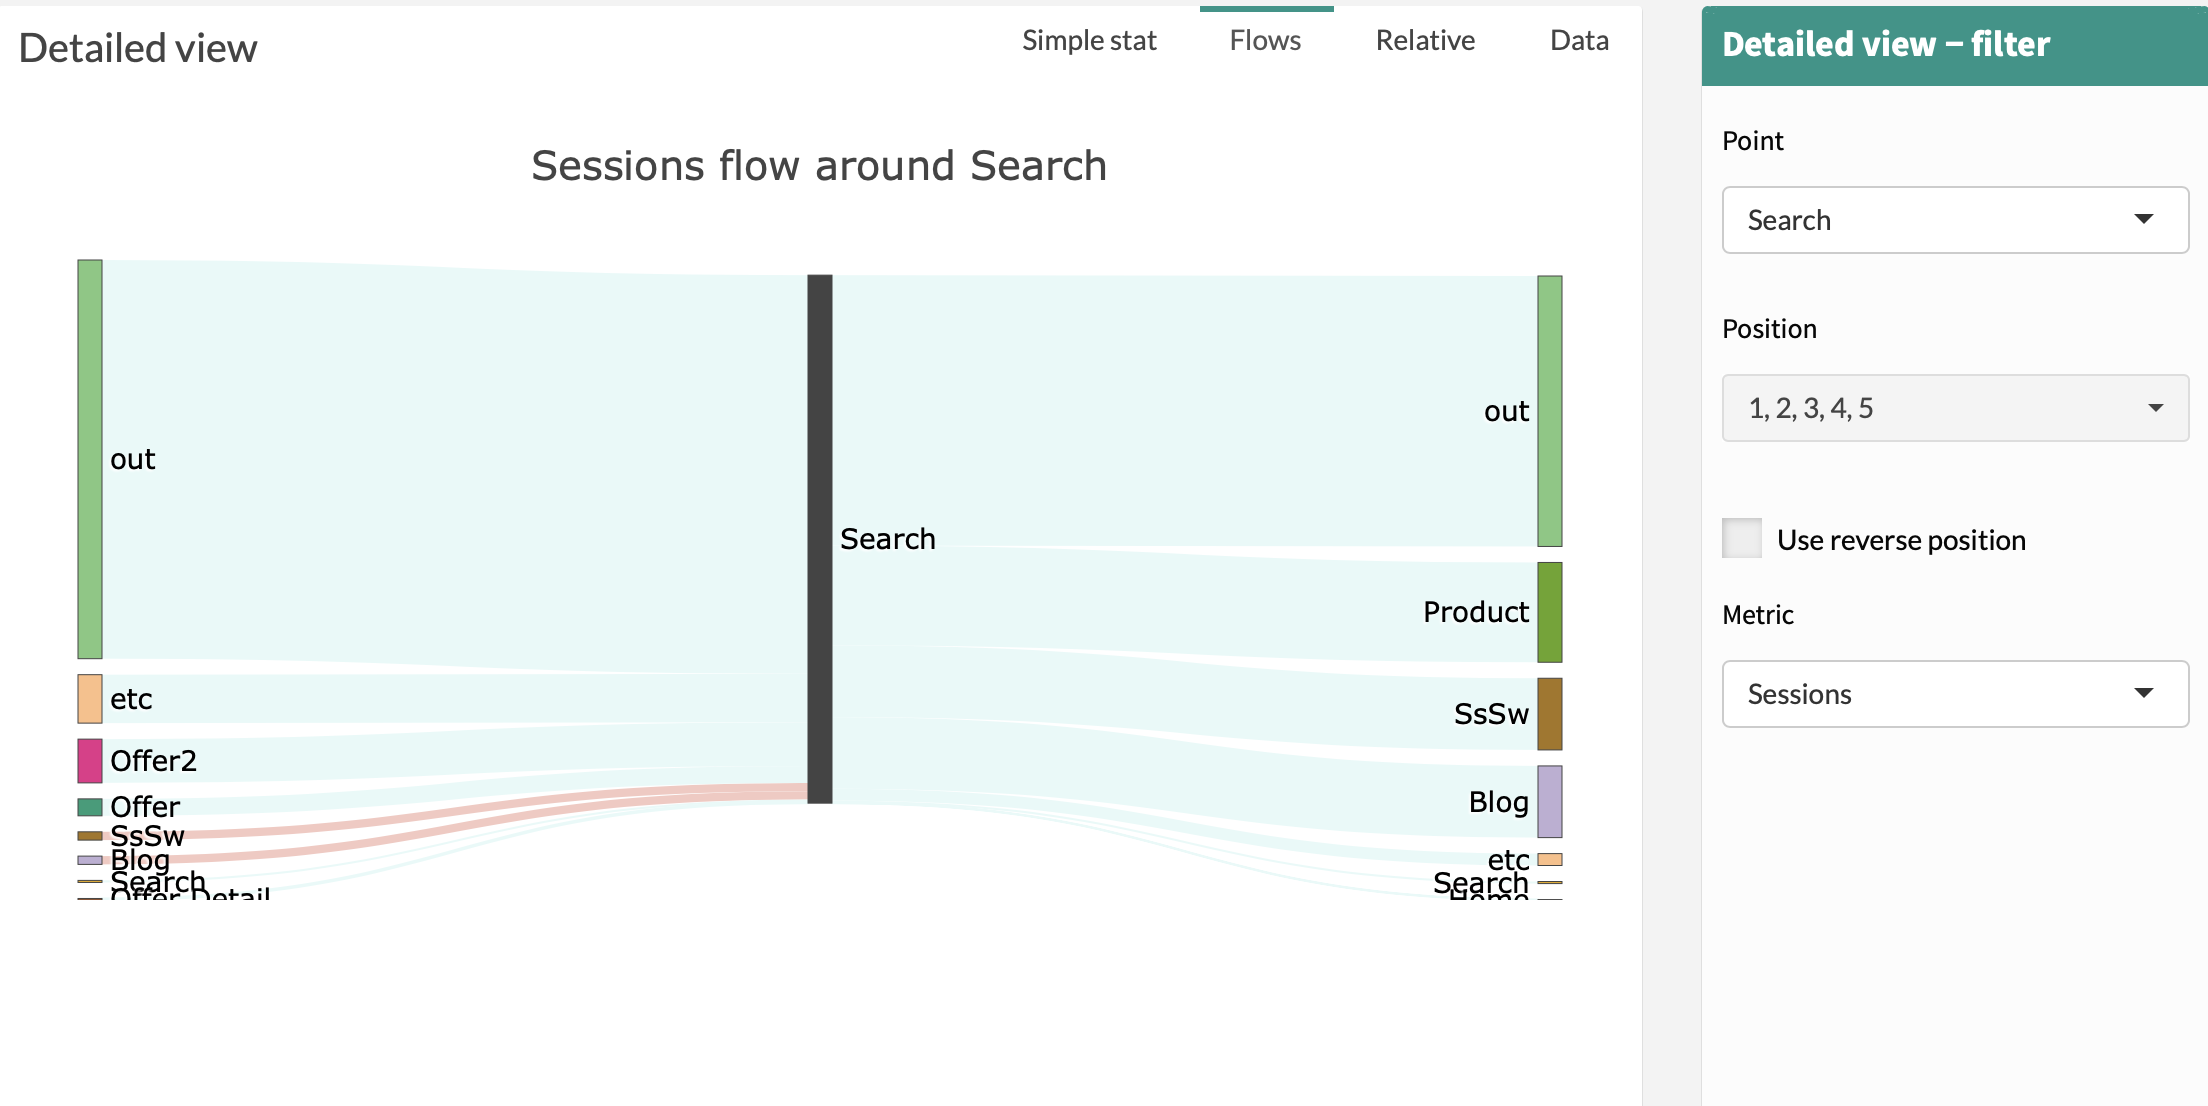 Detailed view
Simple stat
Flows
Relative
Data
Sessions flow around Search
out
etc
Offer2
Offer
SsSw
Blog
Search
Offer Detail
Search
out
Product
SsSw
Blog
etc
Search
Home
Detailed view – filter
Point
Search
Position
1, 2, 3, 4, 5
Use reverse position
Metric
Sessions